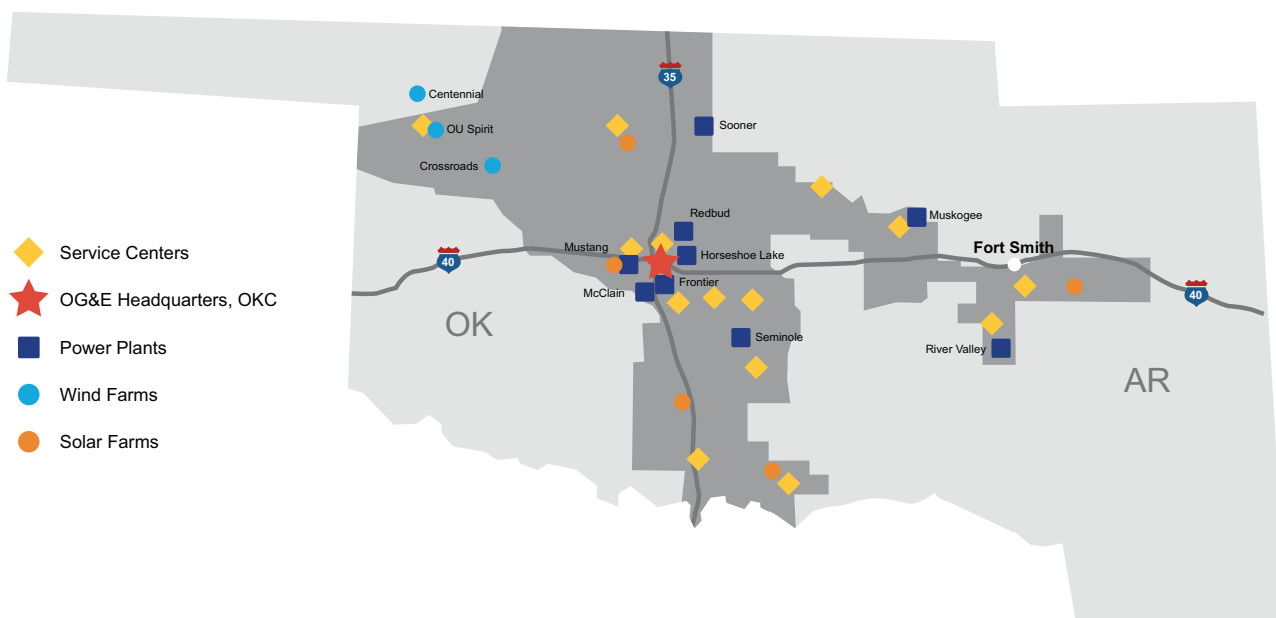 35
Centennial
OU Spirit
Sooner
Crossroads
Redbud
Muskogee
Mustang
Horseshoe Lake
Fort Smith
Service Centers
40
Frontier
McClain
40
OG&E Headquarters, OKC
OK
Seminole
River Valley
Power Plants
AR
Wind Farms
Solar Farms